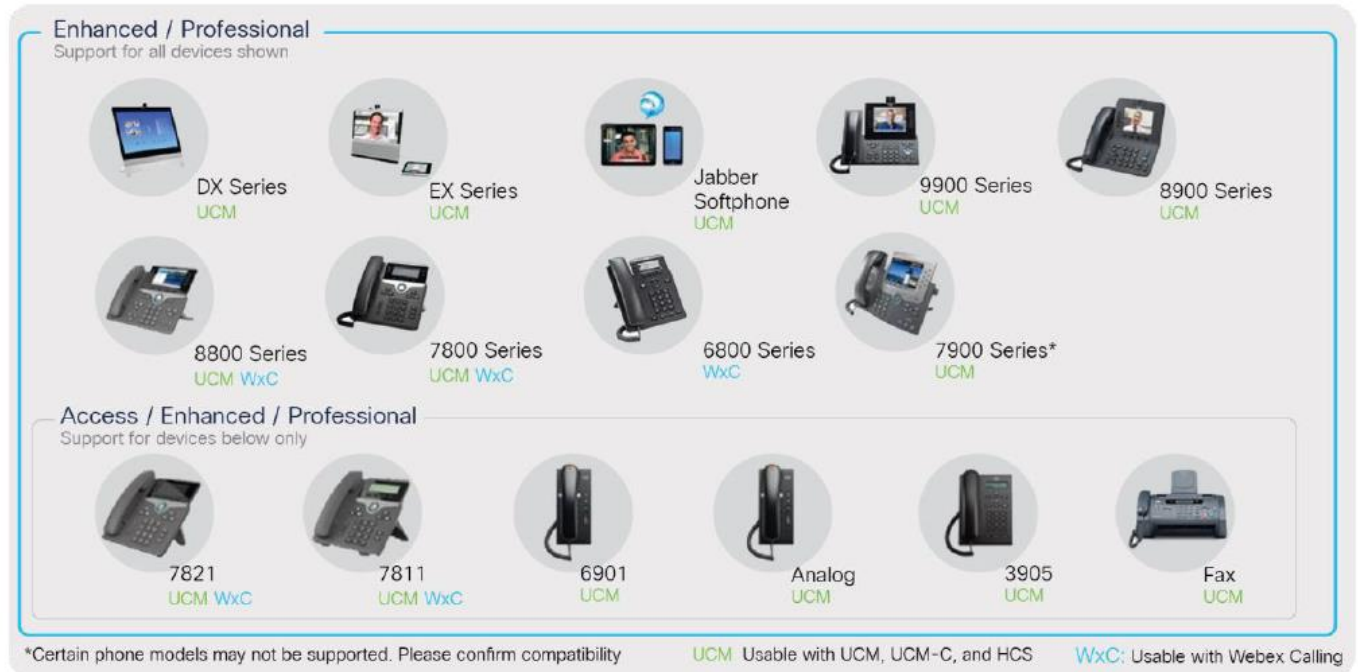 Enhanced / Professional
Support for all devices shown
DX Series
UCM
EX Series
UCM
Jabber
Softphone
UCM
9900 Series
UCM
8900 Series
UCM
8800 Series
UCM WxC
7800 Series
UCM WxC
6800 Series
WxC
7900 Series*
UCM
Access / Enhanced / Professional
Support for devices below only
7821
UCM WxC
7811
UCM WxC
6901
UCM
Analog
UCM
3905
UCM
Fax
UCM
*Certain phone models may not be supported. Please confirm compatibility
UCM Usable with UCM, UCM-C, and HCS
WxC: Usable with Webex Calling